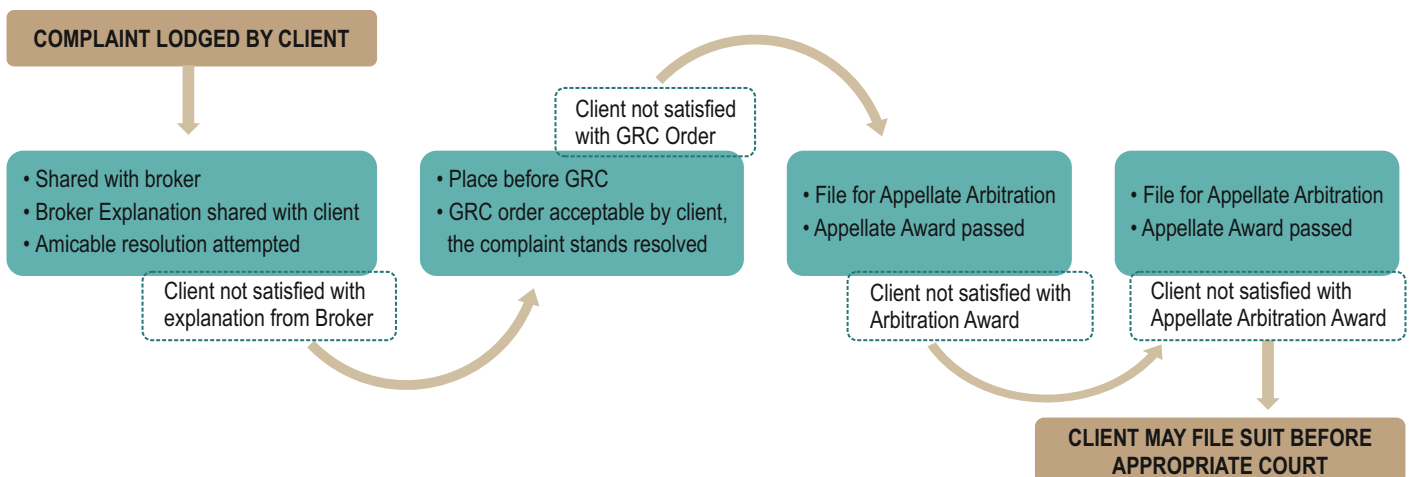 COMPLAINT LODGED BY CLIENT
• Shared with broker
• Broker Explanation shared with client
• Amicable resolution attempted
Client not satisfied with
explanation from Broker
• Place before GRC
• GRC order acceptable by client,
the complaint stands resolved
Client not satisfied
with GRC Order
• File for Appellate Arbitration
• Appellate Award passed
Client not satisfied with
Arbitration Award
• File for Appellate Arbitration
• Appellate Award passed
Client not satisfied with
Appellate Arbitration Award
CLIENT MAY FILE SUIT BEFORE
APPROPRIATE COURT